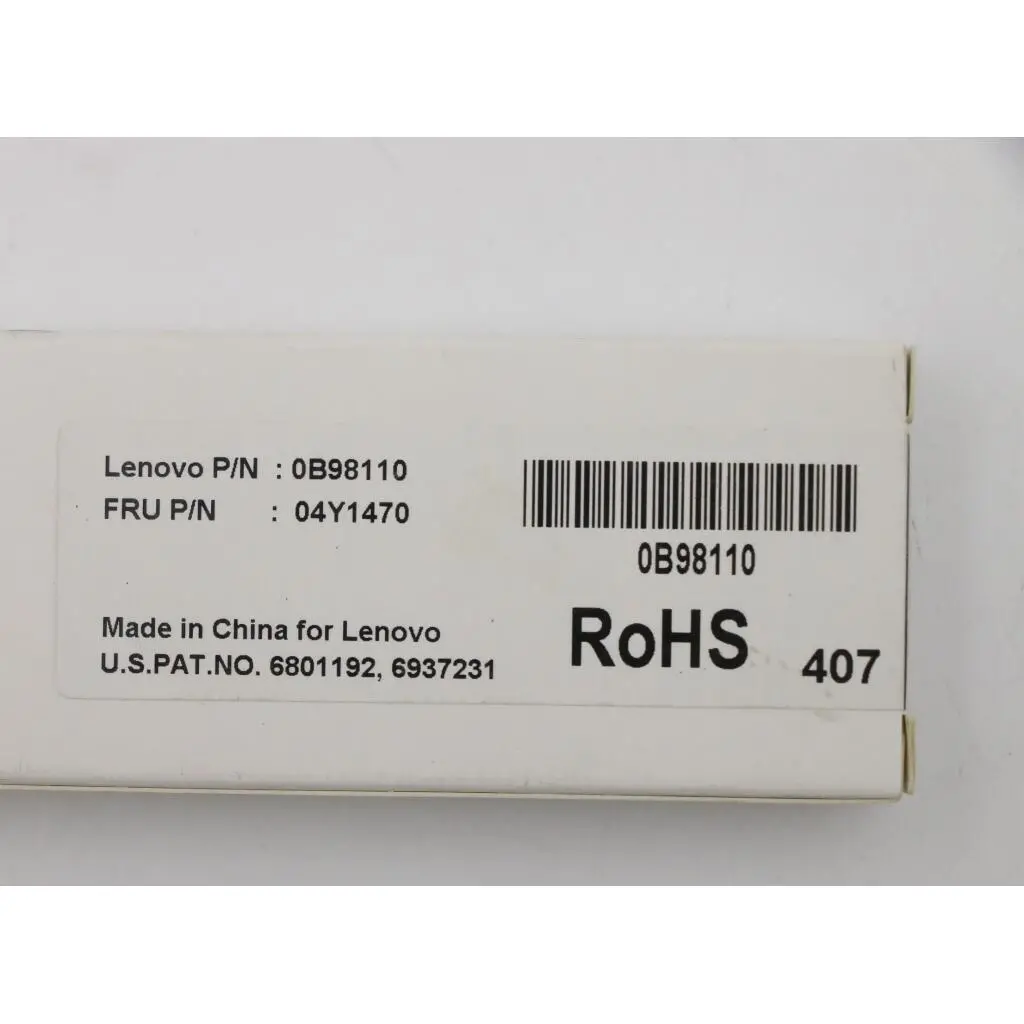 Lenovo P/N : 0B98110
FRU P/N : 04Y1470
0B98110
Made in China for Lenovo
U.S.PAT.NO. 6801192, 6937231
RoHS
407